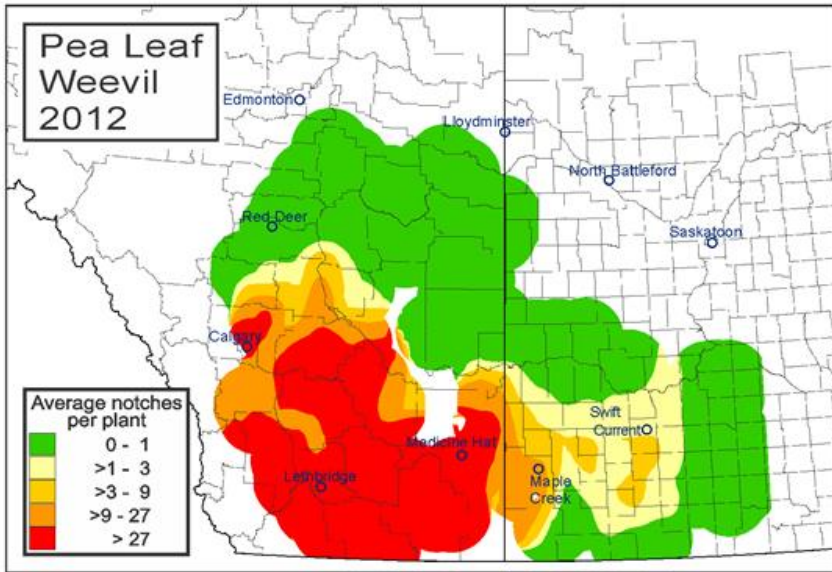 Pea Leaf
Weevil
2012
Edmonton
Lloydminster
North Battleford
Red Deer
Saskatoon
Calgary
Average notches
per plant
0 - 1
>1 - 3
>3 - 9
>9 - 27
> 27
Swift
Current
Medicine Hat
Maple
Creek
Lethbridge